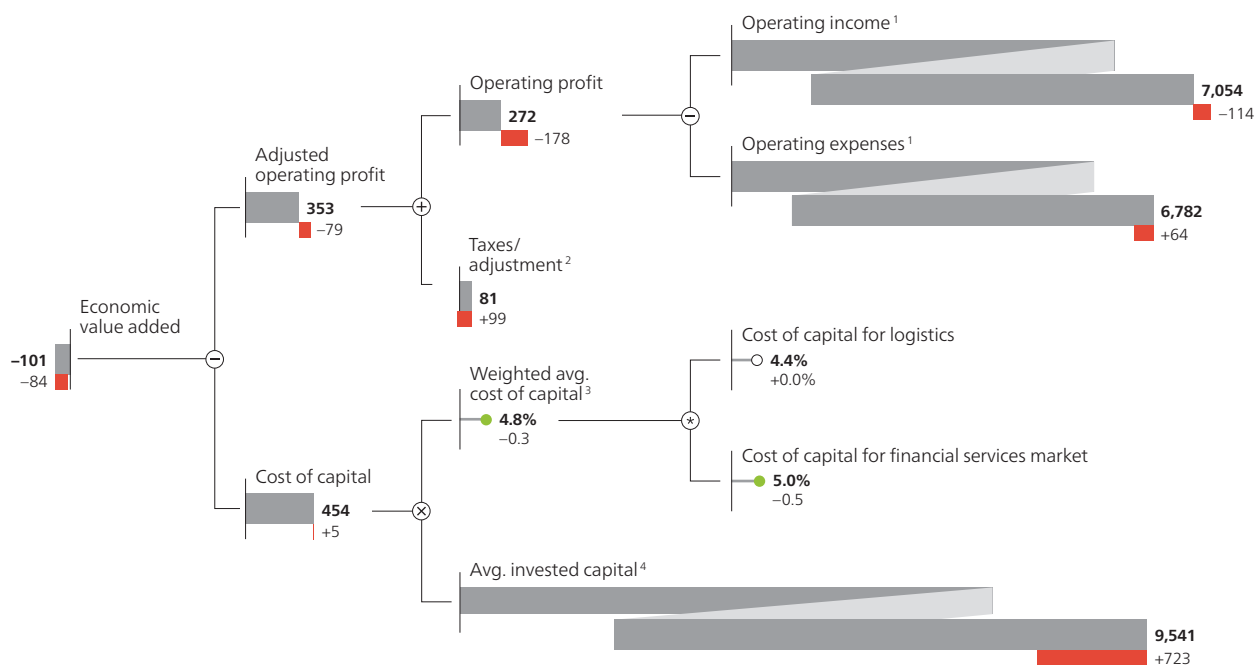 Operating income 1
7,054
–114
Operating profit
272
–178
Operating expenses 1
6,782
+64
Adjusted
operating profit
353
–79
Taxes/
adjustment 2
81
+99
Economic
value added
–101
–84
Cost of capital for logistics
4.4%
+0.0%
Weighted avg.
cost of capital 3
4.8%
–0.3
Cost of capital for financial services market
5.0%
–0.5
Cost of capital
454
+5
Avg. invested capital 4
9,541
+723